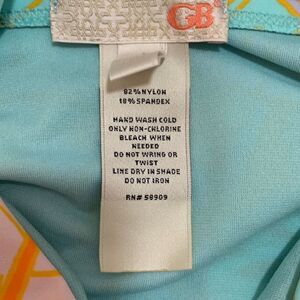 GB
82% NYLON
18% SPANDEX
HAND WASH COLD
ONLY NON-CHLORINE
BLEACH WHEN
NEEDED
DO NOT WRING OR
TWIST
LINE DRY IN SHADE
DO NOT IRON
RN# 58909